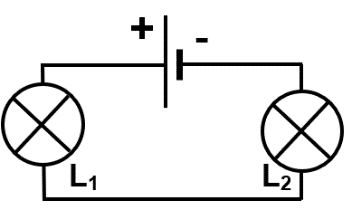 + -
L₁ L₂